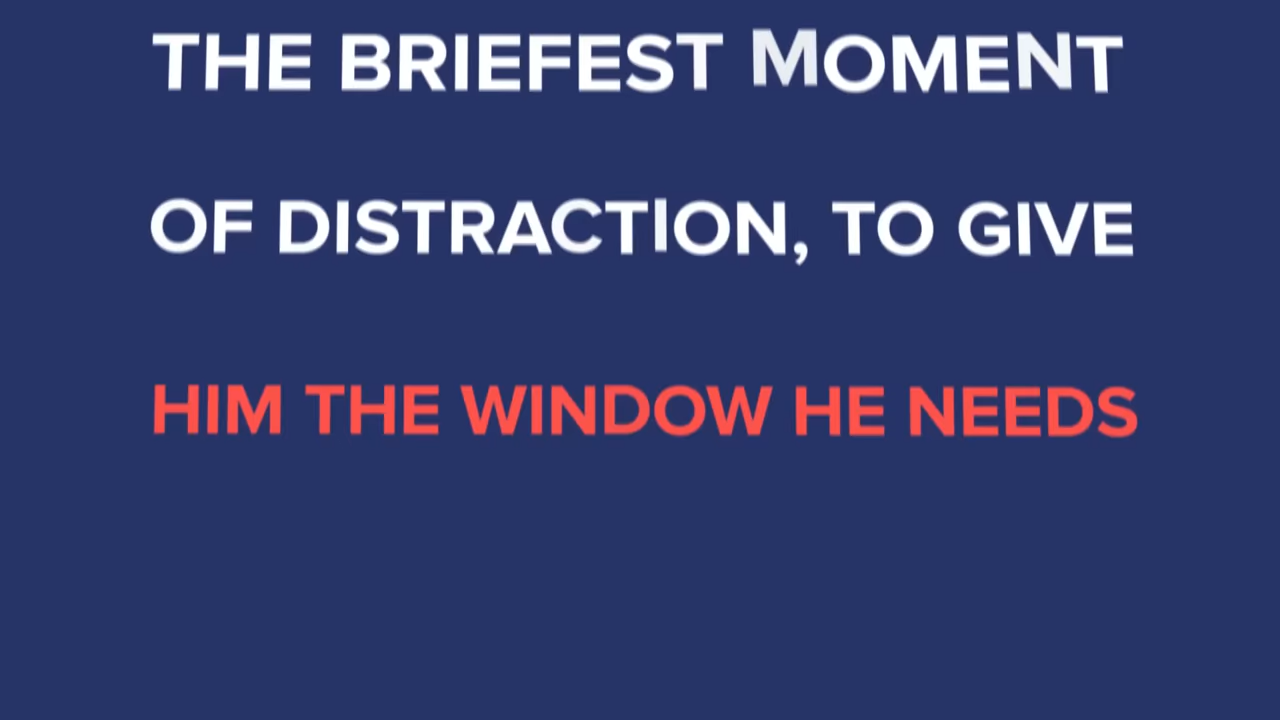 THE BRIEFEST MOMENT
OF DISTRACTION, TO GIVE
HIM THE WINDOW HE NEEDS